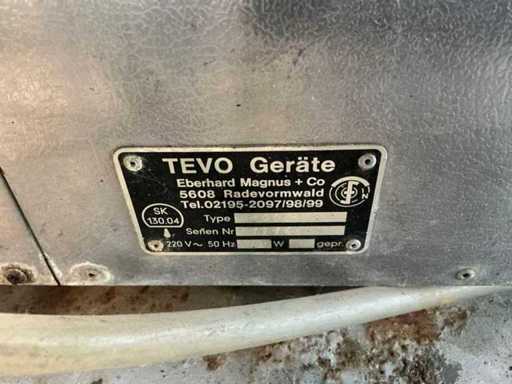 TEVO Geräte
Eberhard Magnus + Co
5608 Radevormwald
Tel.02195-2097/98/99
SK
130.04
Type
Serien Nr
220 V~ 50 Hz W gepr.